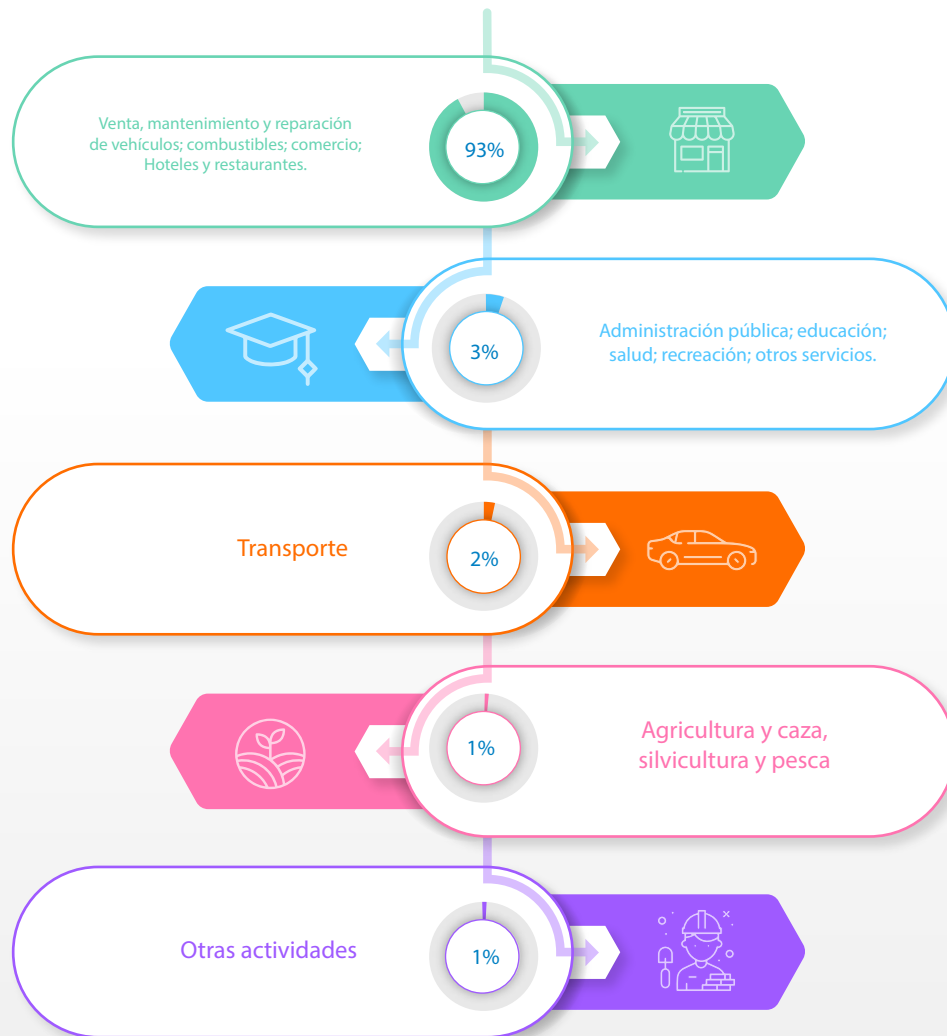 Venta, mantenimiento y reparación
de vehículos; combustibles; comercio;
Hoteles y restaurantes.
93%
3%
Administración pública; educación;
salud; recreación; otros servicios.
Transporte
2%
1%
Agricultura y caza,
silvicultura y pesca
Otras actividades
1%